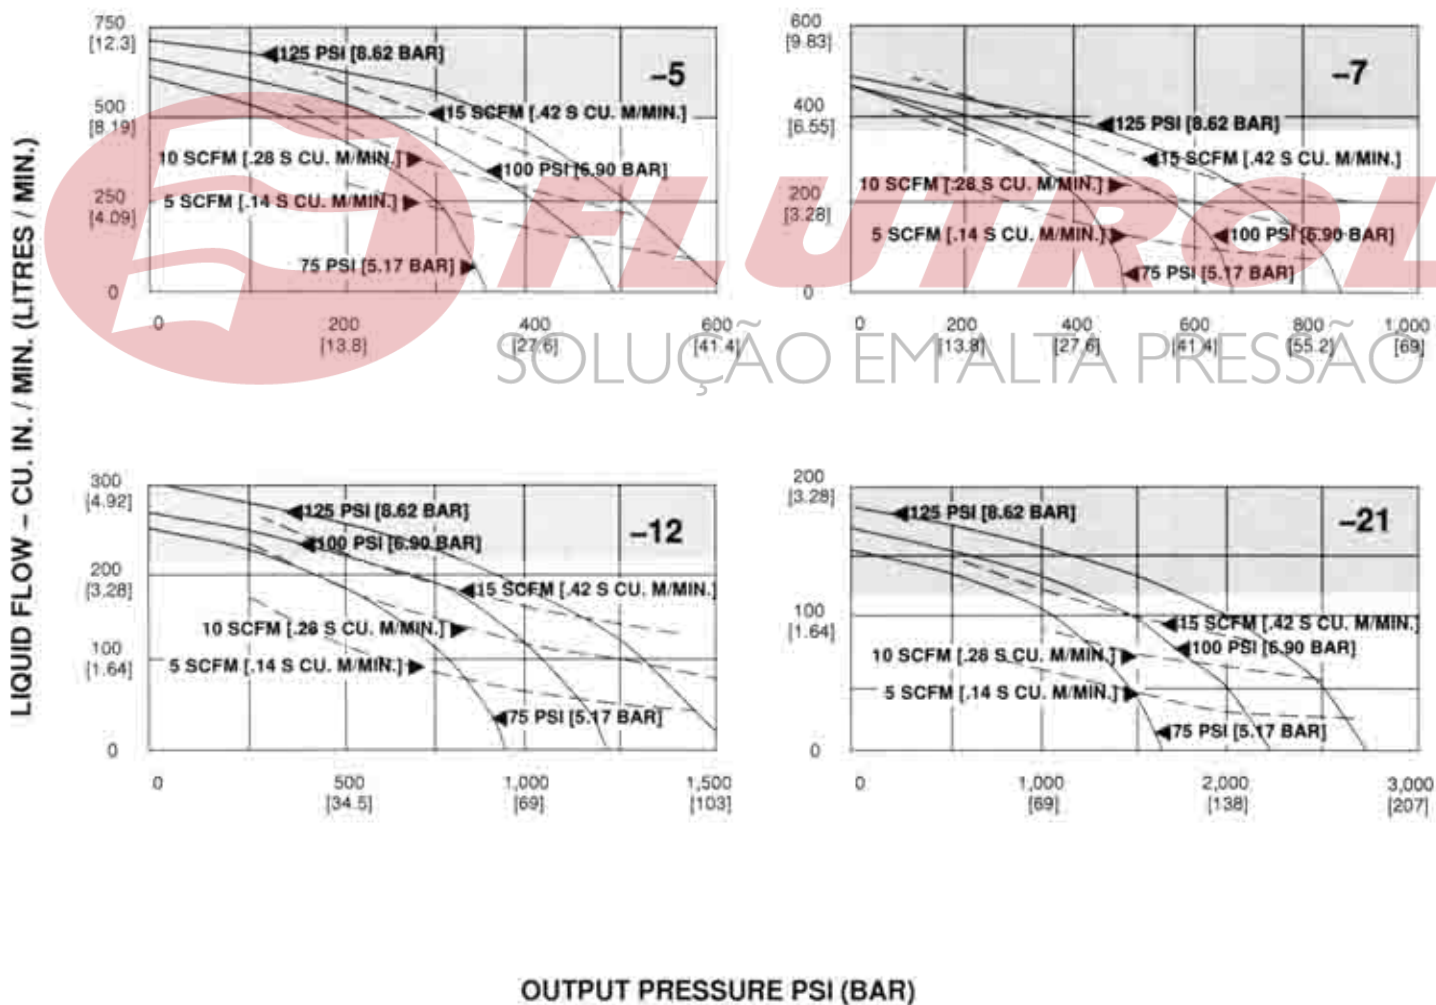 LIQUID FLOW – CU. IN. / MIN. (LITRES / MIN.)
750
[12.3]
500
[8.19]
250
[4.09]
0
125 PSI [8.62 BAR]
–5
15 SCFM [.42 S CU. M/MIN.]
10 SCFM [.28 S CU. M/MIN.]
100 PSI [6.90 BAR]
5 SCFM [.14 S CU. M/MIN.]
75 PSI [5.17 BAR]
0
200
[13.8]
400
[27.6]
600
[41.4]
600
[9.83]
400
[6.55]
200
[3.28]
0
–7
125 PSI [8.62 BAR]
15 SCFM [.42 S CU. M/MIN.]
10 SCFM [.28 S CU. M/MIN.]
5 SCFM [.14 S CU. M/MIN.]
100 PSI [6.90 BAR]
75 PSI [5.17 BAR]
0
200
[13.8]
400
[27.6]
600
[41.4]
800
[55.2]
1,000
[69]
FLUTROL
SOLUÇÃO EM ALTA PRESSÃO
300
[4.92]
200
[3.28]
100
[1.64]
0
125 PSI [8.62 BAR]
100 PSI [6.90 BAR]
–12
15 SCFM [.42 S CU. M/MIN.]
10 SCFM [.28 S CU. M/MIN.]
5 SCFM [.14 S CU. M/MIN.]
75 PSI [5.17 BAR]
0
500
[34.5]
1,000
[69]
1,500
[103]
200
[3.28]
100
[1.64]
0
125 PSI [8.62 BAR]
–21
15 SCFM [.42 S CU. M/MIN.]
100 PSI [6.90 BAR]
10 SCFM [.28 S CU. M/MIN.]
5 SCFM [.14 S CU. M/MIN.]
75 PSI [5.17 BAR]
0
1,000
[69]
2,000
[138]
3,000
[207]
OUTPUT PRESSURE PSI (BAR)